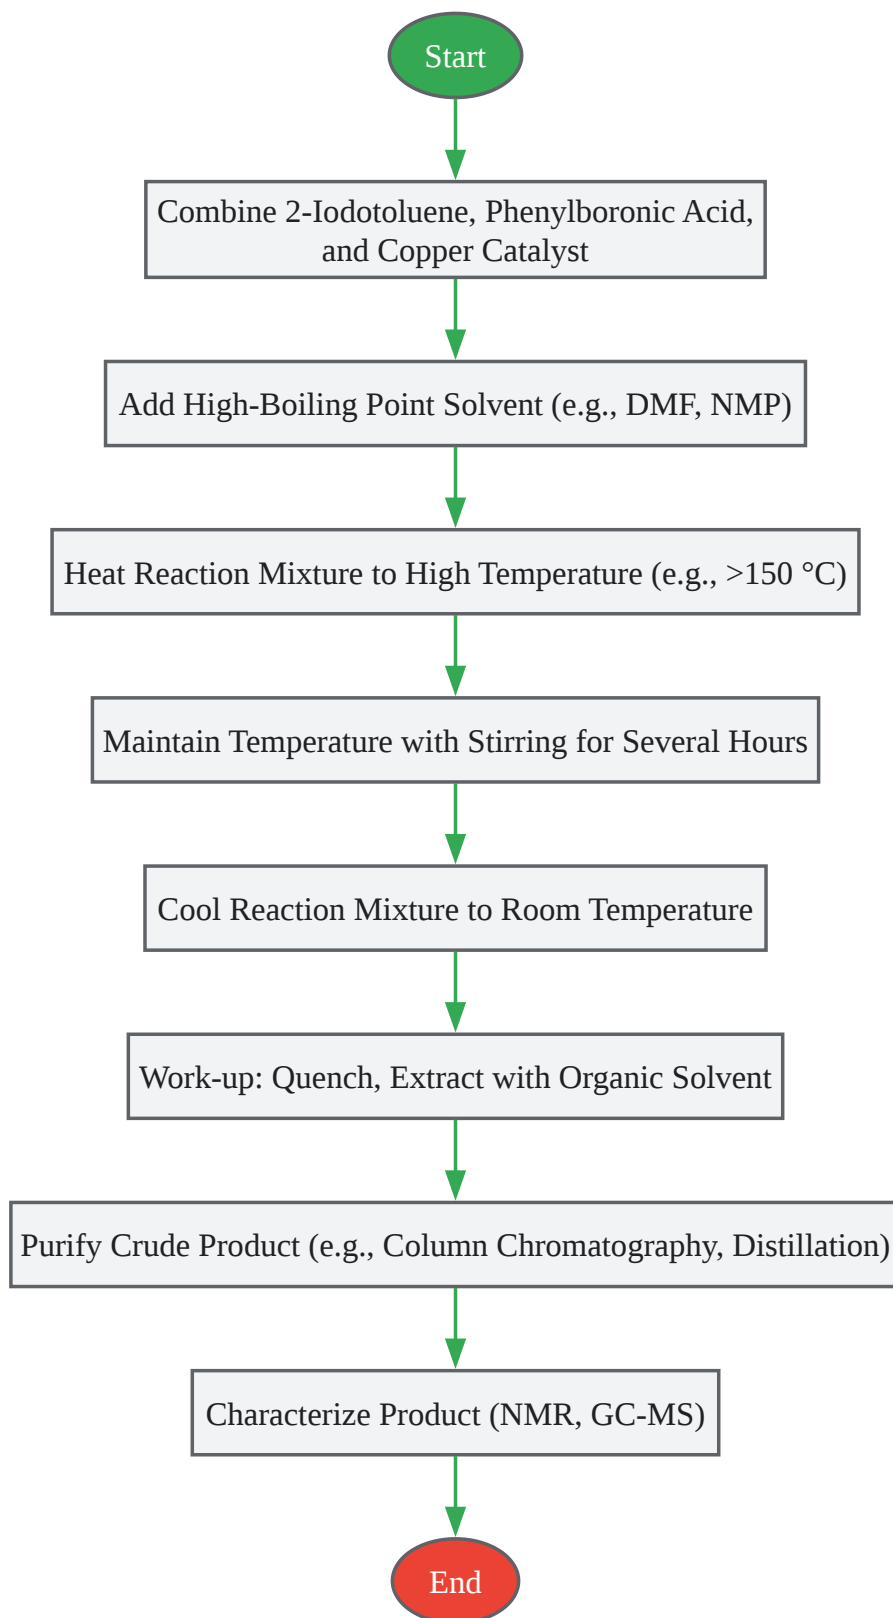 Start
Combine 2-Iodotoluene, Phenylboronic Acid,
and Copper Catalyst
Add High-Boiling Point Solvent (e.g., DMF, NMP)
Heat Reaction Mixture to High Temperature (e.g., >150 °C)
Maintain Temperature with Stirring for Several Hours
Cool Reaction Mixture to Room Temperature
Work-up: Quench, Extract with Organic Solvent
Purify Crude Product (e.g., Column Chromatography, Distillation)
Characterize Product (NMR, GC-MS)
End